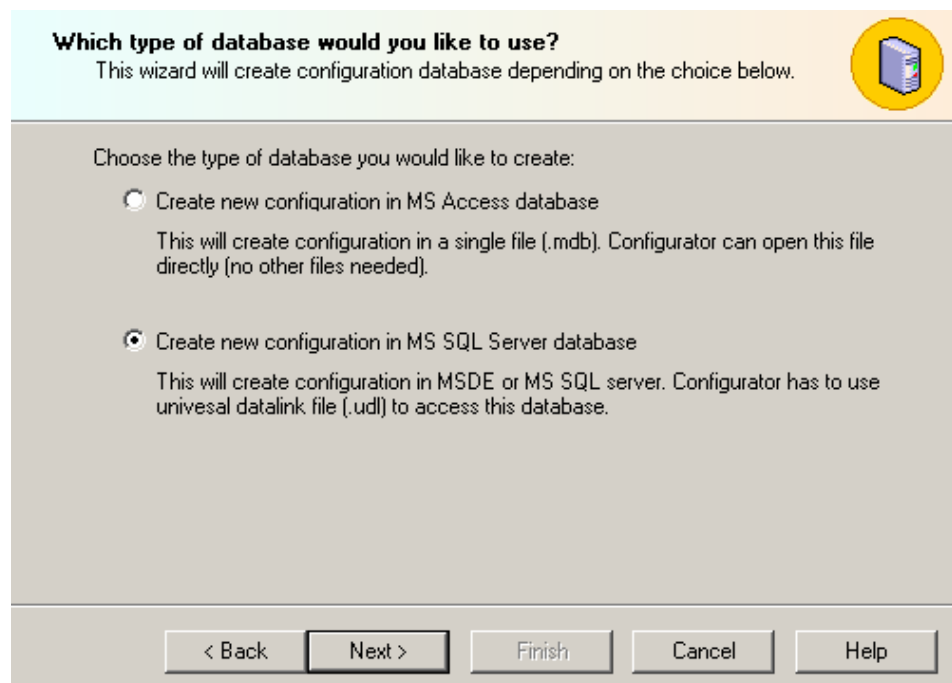 Which type of database would you like to use?
This wizard will create configuration database depending on the choice below.
Choose the type of database you would like to create:
Create new configuration in MS Access database
This will create configuration in a single file (.mdb). Configurator can open this file
directly (no other files needed).
Create new configuration in MS SQL Server database
This will create configuration in MSDE or MS SQL server. Configurator has to use
univesal datalink file (.udl) to access this database.
< Back
Next >
Finish
Cancel
Help